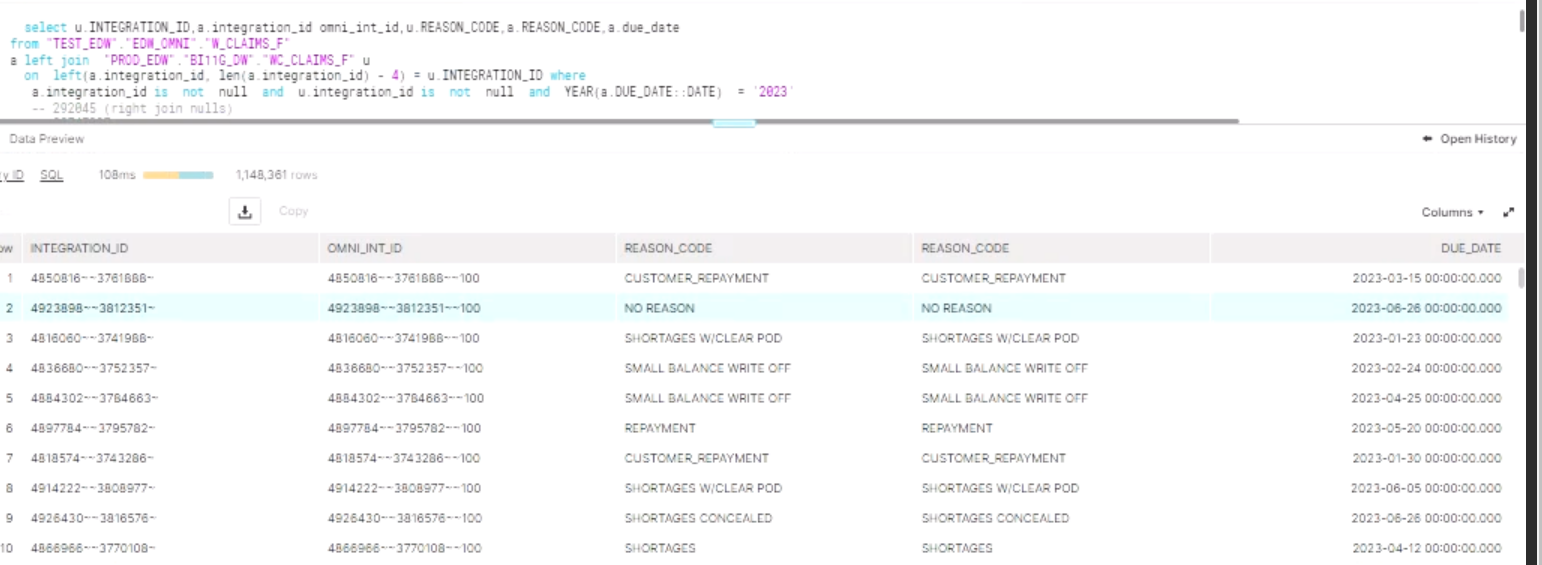 select u.INTEGRATION_ID,a.integration_id omni_int_id,u.REASON_CODE,a.REASON_CODE,a.due_date
from "TEST_EDW"."EDW_OMNI"."W_CLAIMS_F"
a left join "PROD_EDW"."BI11G_DW"."WC_CLAIMS_F" u
on left(a.integration_id, len(a.integration_id) - 4) = u.INTEGRATION_ID where
a.integration_id is not null and u.integration_id is not null and YEAR(a.DUE_DATE::DATE) = '2023'
-- 292045 (right join nulls)
Data Preview
Open History
y ID SQL 108ms 1,148,361 rows
Copy
Columns
ow INTEGRATION_ID OMNI_INT_ID REASON_CODE REASON_CODE DUE_DATE
1 4850816~~3761888~ 4850816~~3761888~~100 CUSTOMER_REPAYMENT CUSTOMER_REPAYMENT 2023-03-15 00:00:00.000
2 4923898~~3812351~ 4923898~~3812351~~100 NO REASON NO REASON 2023-06-26 00:00:00.000
3 4816060~~3741988~ 4816060~~3741988~~100 SHORTAGES W/CLEAR POD SHORTAGES W/CLEAR POD 2023-01-23 00:00:00.000
4 4836680~~3752357~ 4836680~~3752357~~100 SMALL BALANCE WRITE OFF SMALL BALANCE WRITE OFF 2023-02-24 00:00:00.000
5 4884302~~3784663~ 4884302~~3784663~~100 SMALL BALANCE WRITE OFF SMALL BALANCE WRITE OFF 2023-04-25 00:00:00.000
6 4897784~~3795782~ 4897784~~3795782~~100 REPAYMENT REPAYMENT 2023-05-20 00:00:00.000
7 4818574~~3743286~ 4818574~~3743286~~100 CUSTOMER_REPAYMENT CUSTOMER_REPAYMENT 2023-01-30 00:00:00.000
8 4914222~~3808977~ 4914222~~3808977~~100 SHORTAGES W/CLEAR POD SHORTAGES W/CLEAR POD 2023-06-05 00:00:00.000
9 4926430~~3816576~ 4926430~~3816576~~100 SHORTAGES CONCEALED SHORTAGES CONCEALED 2023-06-26 00:00:00.000
10 4866966~~3770108~ 4866966~~3770108~~100 SHORTAGES SHORTAGES 2023-04-12 00:00:00.000